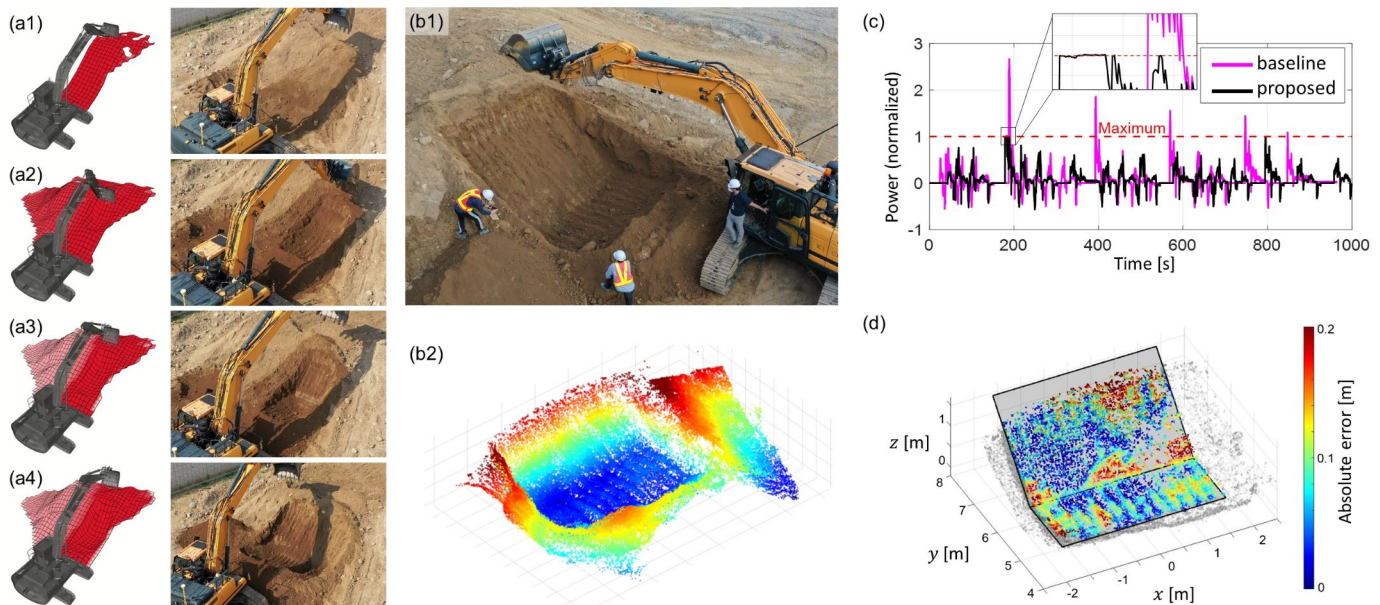 (a1)
(a2)
(a3)
(a4)
(b1)
(b2)
(c)
3
2
1
0
-1
Power (normalized)
baseline
proposed
Maximum
0
200
400
600
800
1000
Time [s]
(d)
z [m]
1
0
8
7
6
5
4
y [m]
-2
-1
0
1
2
x [m]
0.2
0.1
0
Absolute error [m]